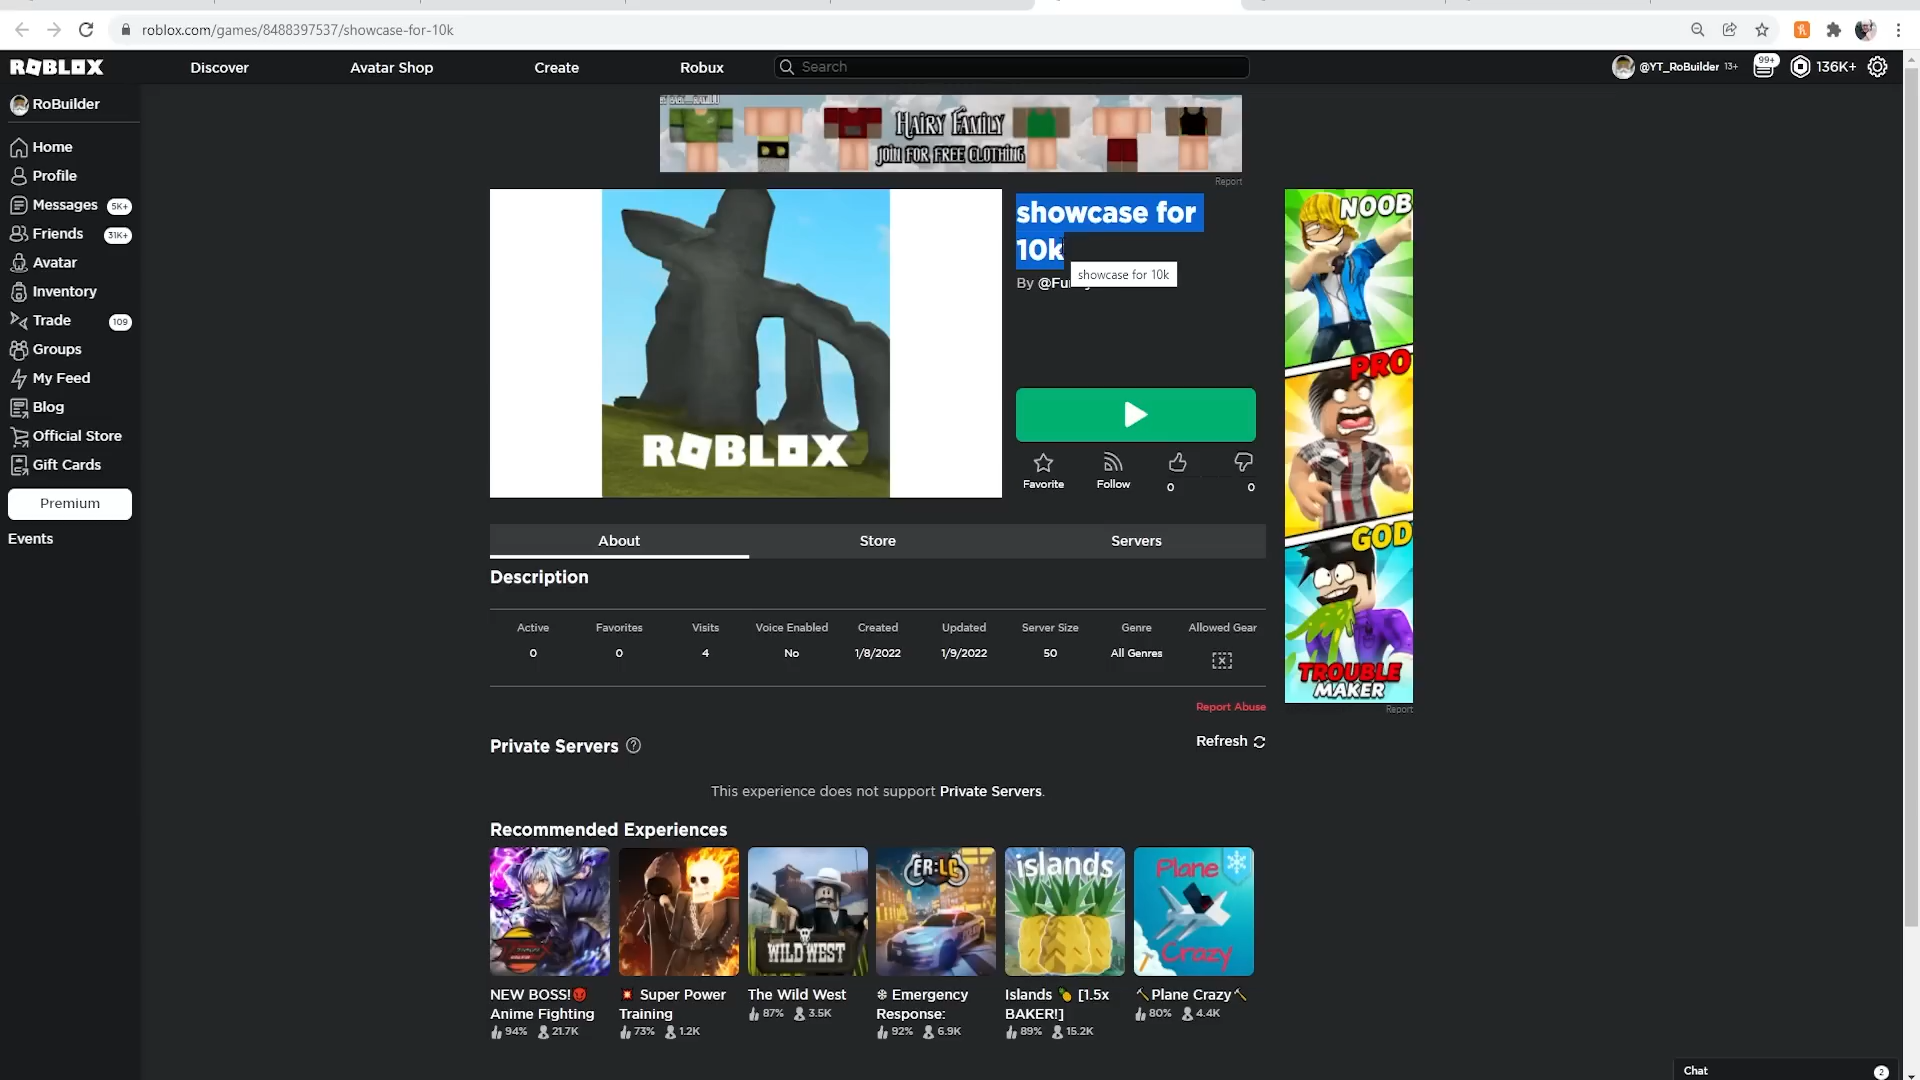 roblox.com/games/8488397537/showcase-for-10k
ROBLOX
Discover
Avatar Shop
Create
Robux
Search
@YT_RoBuilder 13+
99+
136K+
RoBuilder
Home
Profile
Messages 5K+
Friends 31K+
Avatar
Inventory
Trade 109
Groups
My Feed
Blog
Official Store
Gift Cards
Premium
Events
HAIRY FAMILY
JOIN FOR FREE CLOTHING
Report
ROBLOX
showcase for
10k
showcase for 10k
By
Favorite
Follow
0
0
NOOB
PRO
GOD
TROUBLE
MAKER
Report
About
Store
Servers
Description
Active Favorites Visits Voice Enabled Created Updated Server Size Genre Allowed Gear
0 0 4 No 1/8/2022 1/9/2022 50 All Genres
Report Abuse
Private Servers
Refresh
This experience does not support Private Servers.
Recommended Experiences
WILD WEST
ER:LC
islands
Plane
Crazy
NEW BOSS!
Anime Fighting
94% 21.7K
Super Power
Training
73% 1.2K
The Wild West
87% 3.5K
Emergency
Response:
92% 6.9K
Islands 🍍 [1.5x
BAKER!]
89% 15.2K
Plane Crazy
80% 4.4K
Chat 2